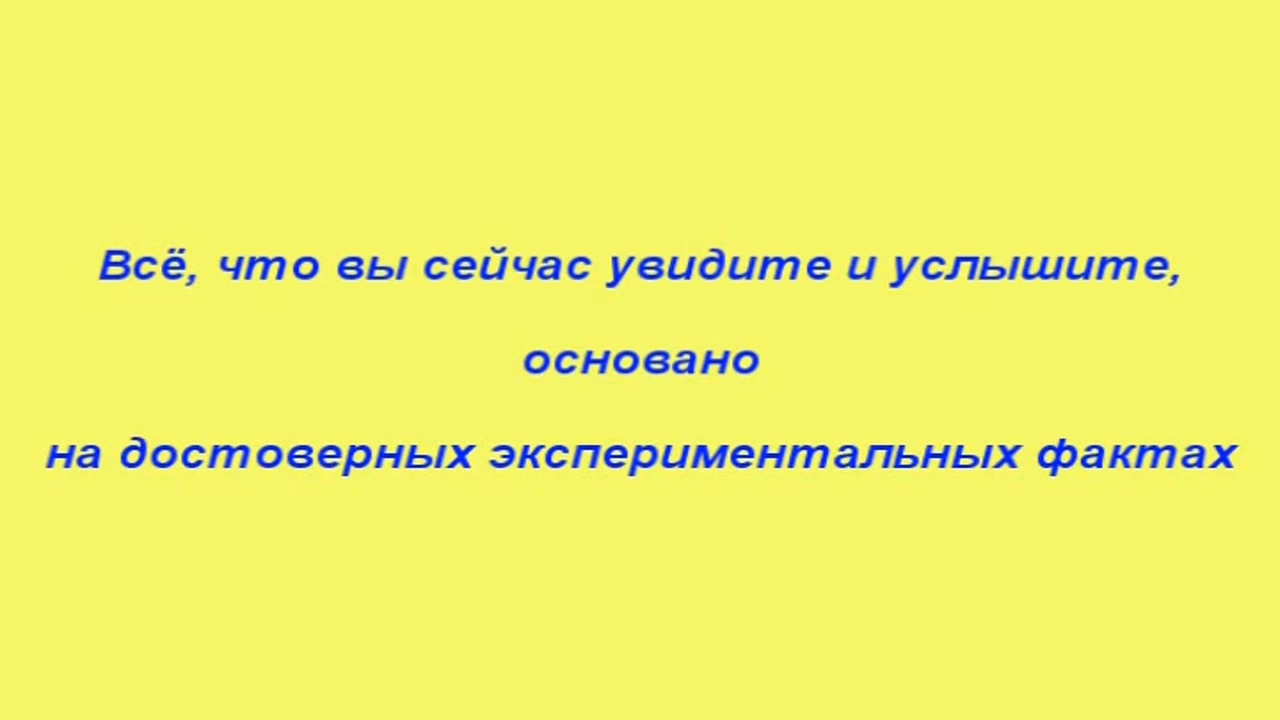 Всё, что вы сейчас увидите и услышите,
основано
на достоверных экспериментальных фактах